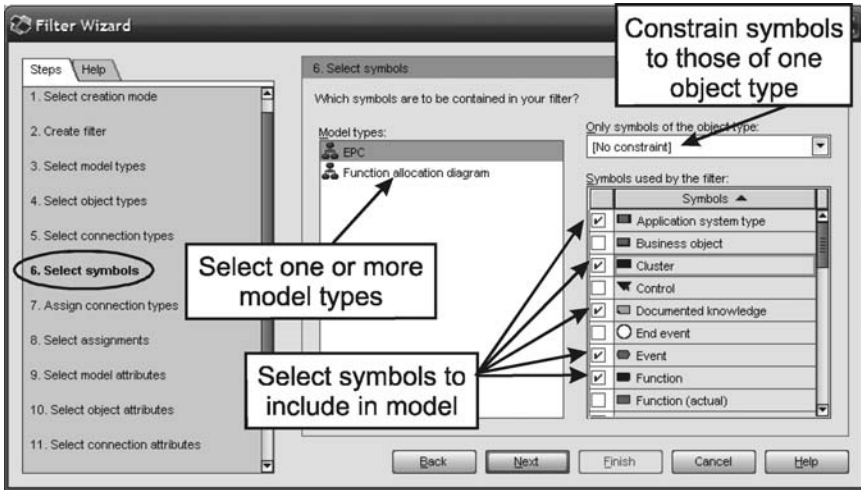 Filter Wizard
Constrain symbols
to those of one
object type
Steps
Help
1. Select creation mode
2. Create filter
3. Select model types
4. Select object types
5. Select connection types
6. Select symbols
7. Assign connection types
8. Select assignments
9. Select model attributes
10. Select object attributes
11. Select connection attributes
6. Select symbols
Which symbols are to be contained in your filter?
Model types:
EPC
Function allocation diagram
Select one or more
model types
Select symbols to
include in model
Only symbols of the object type:
[No constraint]
Symbols used by the filter:
Symbols
Application system type
Business object
Cluster
Control
Documented knowledge
End event
Event
Function
Function (actual)
Back
Next
Finish
Cancel
Help